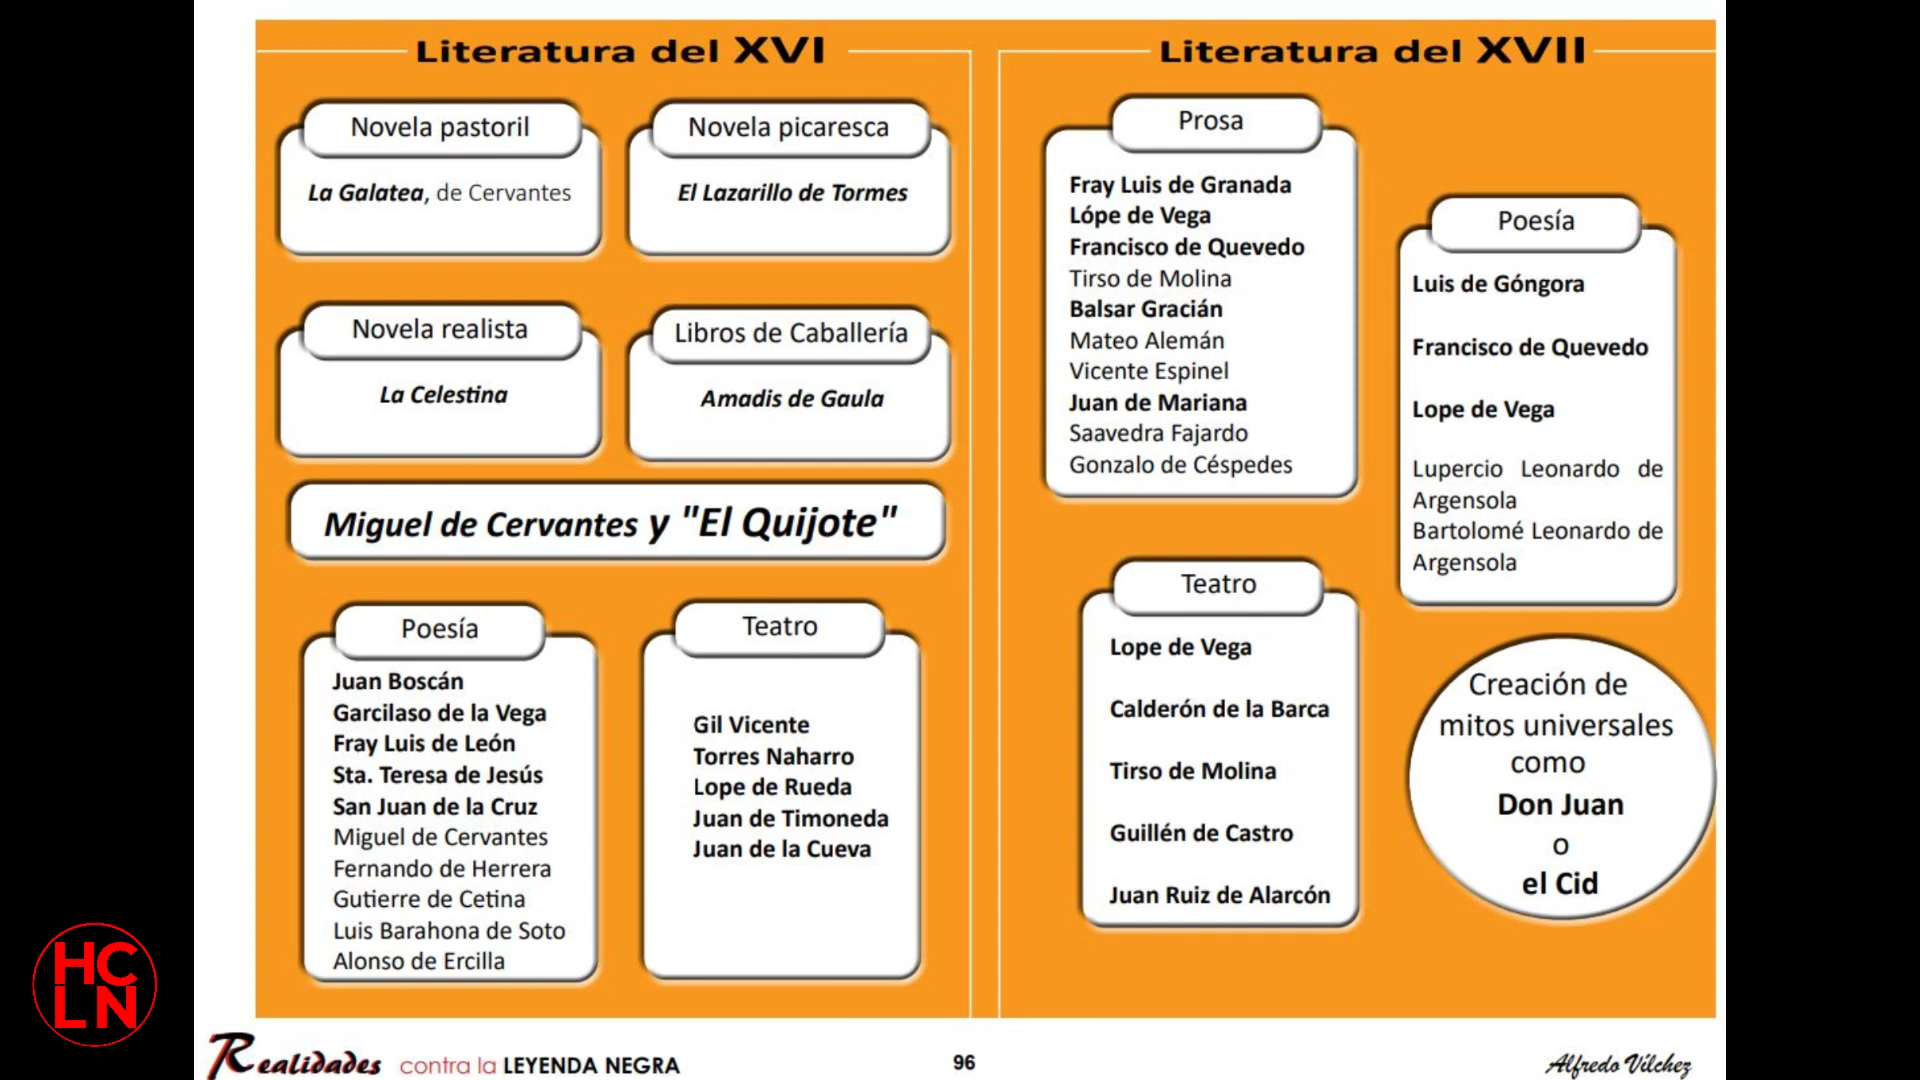 Literatura del XVI
Novela pastoril
La Galatea, de Cervantes
Novela picaresca
El Lazarillo de Tormes
Novela realista
La Celestina
Libros de Caballería
Amadis de Gaula
Miguel de Cervantes y "El Quijote"
Poesía
Juan Boscán
Garcilaso de la Vega
Fray Luis de León
Sta. Teresa de Jesús
San Juan de la Cruz
Miguel de Cervantes
Fernando de Herrera
Gutierre de Cetina
Luis Barahona de Soto
Alonso de Ercilla
Teatro
Gil Vicente
Torres Naharro
Lope de Rueda
Juan de Timoneda
Juan de la Cueva
Literatura del XVII
Prosa
Fray Luis de Granada
Lópe de Vega
Francisco de Quevedo
Tirso de Molina
Balsar Gracián
Mateo Alemán
Vicente Espinel
Juan de Mariana
Saavedra Fajardo
Gonzalo de Céspedes
Poesía
Luis de Góngora
Francisco de Quevedo
Lope de Vega
Lupercio Leonardo de
Argensola
Bartolomé Leonardo de
Argensola
Teatro
Lope de Vega
Calderón de la Barca
Tirso de Molina
Guillén de Castro
Juan Ruiz de Alarcón
Creación de
mitos universales
como
Don Juan
o
el Cid
HC
LN
Realidades contra la LEYENDA NEGRA
96
Alfredo Vílchez